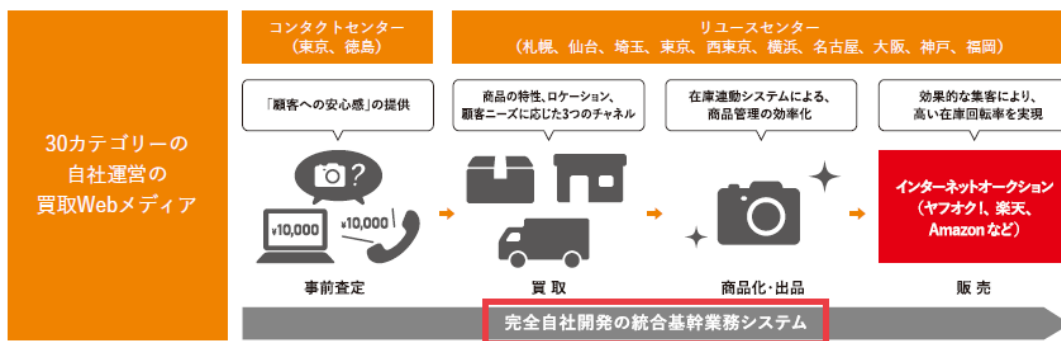 30カテゴリーの
自社運営の
買取Webメディア
コンタクトセンター
（東京、徳島）
リユースセンター
（札幌、仙台、埼玉、東京、西東京、横浜、名古屋、大阪、神戸、福岡）
「顧客への安心感」の提供
商品の特性、ロケーション、
顧客ニーズに応じた3つのチャネル
在庫連動システムによる、
商品管理の効率化
効果的な集客により、
高い在庫回転率を実現
?
¥10,000
¥10,000
インターネットオークション
（ヤフオク！、楽天、
Amazonなど）
事前査定
買取
商品化・出品
販売
完全自社開発の統合基幹業務システム